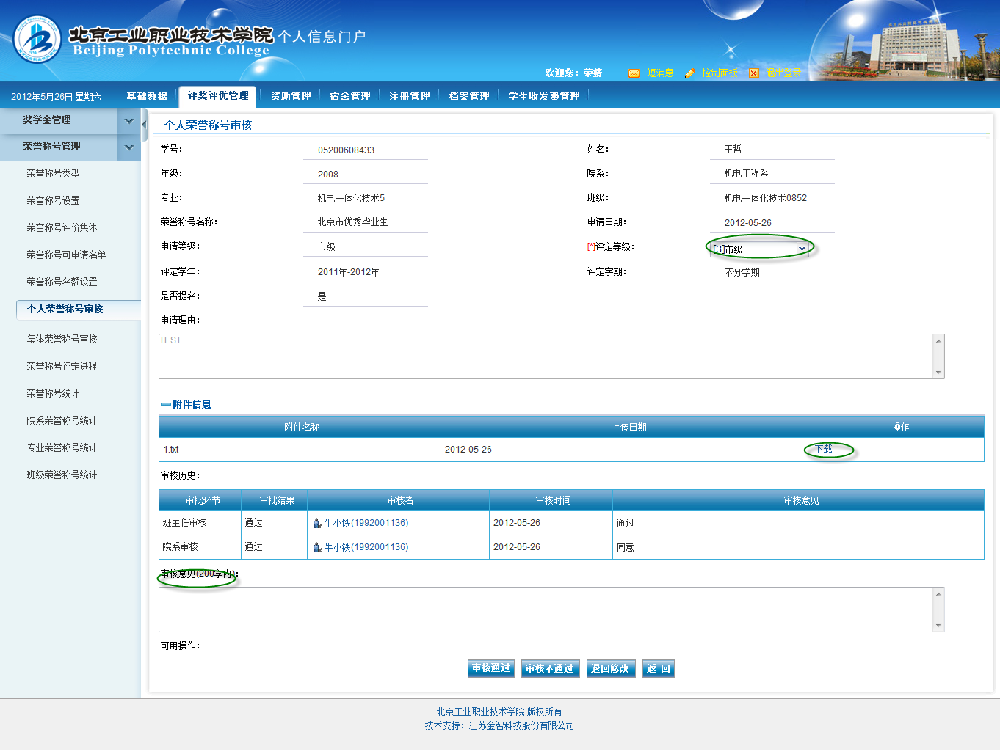 北京工业职业技术学院 个人信息门户
Beijing Polytechnic College
欢迎您：荣蕱 短消息 控制面板 退出登录
2012年5月26日 星期六 基础数据 评奖评优管理 资助管理 宿舍管理 注册管理 档案管理 学生收发费管理
奖学金管理
荣誉称号管理
荣誉称号类型
荣誉称号设置
荣誉称号评价集体
荣誉称号可申请名单
荣誉称号名额设置
个人荣誉称号审核
集体荣誉称号审核
荣誉称号评定进程
荣誉称号统计
院系荣誉称号统计
专业荣誉称号统计
班级荣誉称号统计
个人荣誉称号审核
学号： 05200608433 姓名： 王哲
年级： 2008 院系： 机电工程系
专业： 机电一体化技术5 班级： 机电一体化技术0852
荣誉称号名称： 北京市优秀毕业生 申请日期： 2012-05-26
申请等级： 市级 [*]评定等级： [3]市级
评定学年： 2011年-2012年 评定学期： 不分学期
是否提名： 是
申请理由：
TEST
附件信息
附件名称 上传日期 操作
1.txt 2012-05-26 下载
审核历史：
审批环节 审批结果 审核者 审核时间 审核意见
班主任审核 通过 牛小铁(1992001136) 2012-05-26 通过
院系审核 通过 牛小铁(1992001136) 2012-05-26 同意
审核意见(200字内)：
可用操作：
审核通过 审核不通过 退回修改 返 回
北京工业职业技术学院 版权所有
技术支持：江苏金智科技股份有限公司